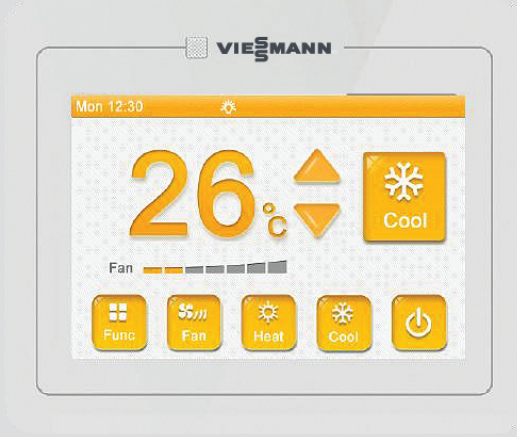 VIESSMANN
Mon 12:30
26°C
Cool
Fan
Func
Fan
Heat
Cool